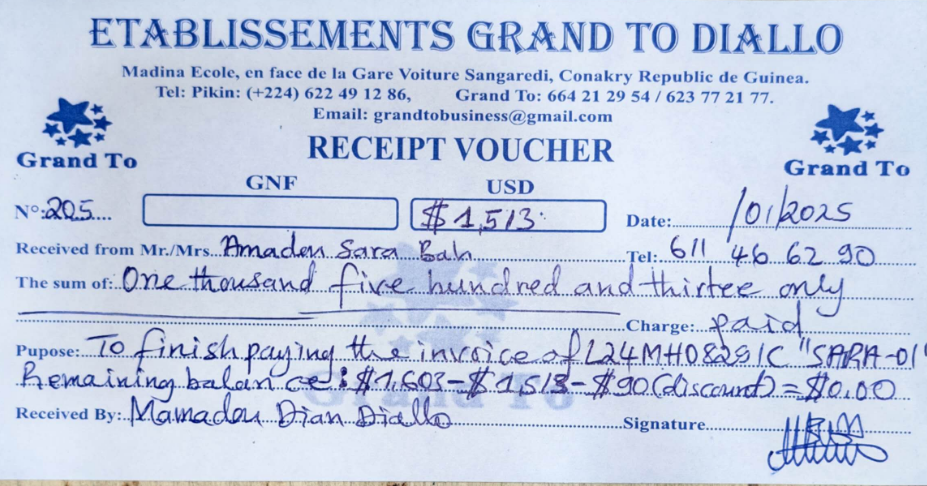 ETABLISSEMENTS GRAND TO DIALLO
Madina Ecole, en face de la Gare Voiture Sangaredi, Conakry Republic de Guinea.
Tel: Pikin: (+224) 622 49 12 86, Grand To: 664 21 29 54 / 623 77 21 77.
Email: grandtobusiness@gmail.com
Grand To
RECEIPT VOUCHER
Grand To
GNF USD
N°: 205 $1,513 Date: /01/2025
Received from Mr./Mrs. Amadou Sara Bah Tel: 611 46 62 90
The sum of: One thousand five hundred and thirtee only
Charge: paid
Pupose: To finish paying the invoice of L24MH0829IC "SARA-01"
Remaining balance: $1,603-$1,513-$90(discount)=$0.00
Grand To
Received By: Mamadou Dian Diallo Signature